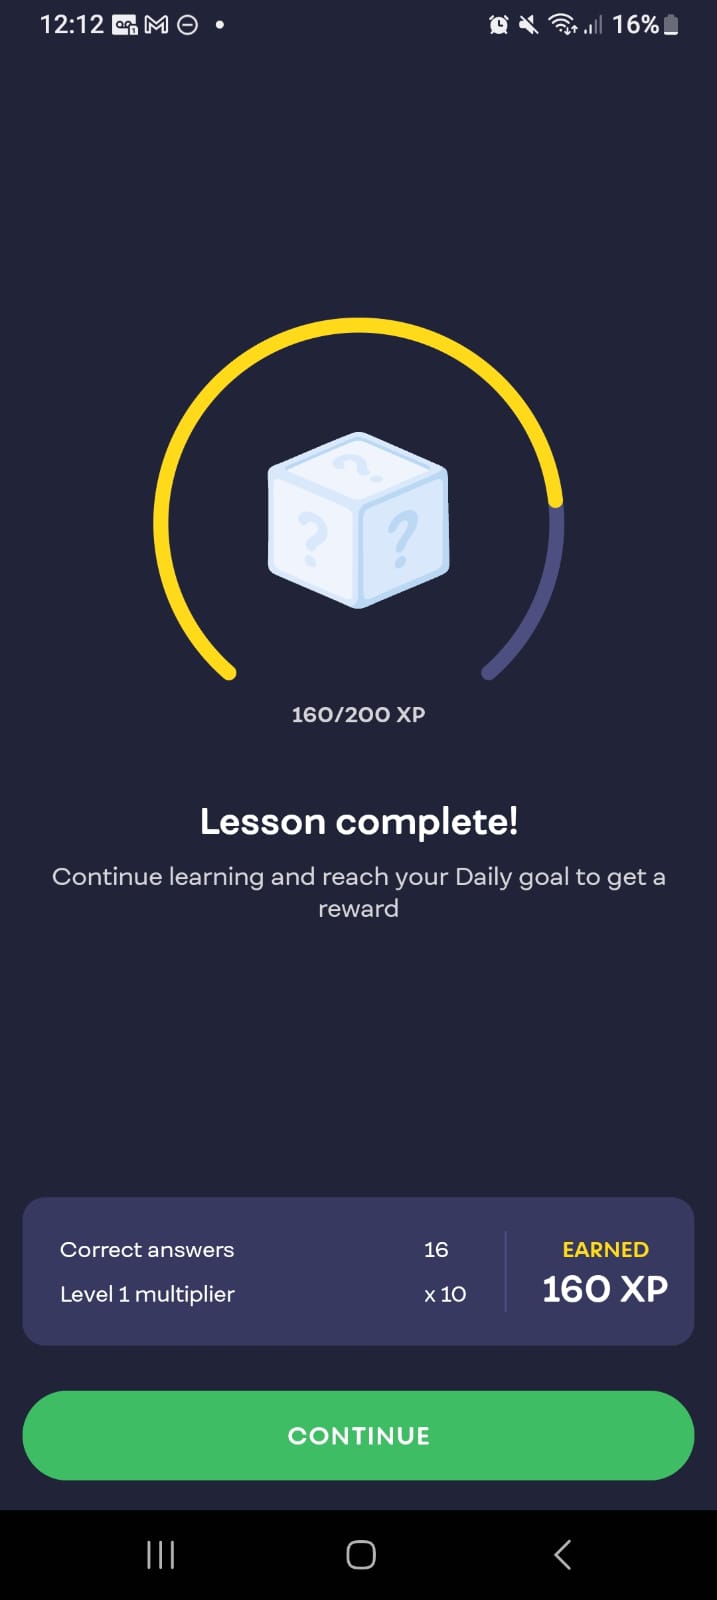 12:12
16%
? ? ?
160/200 XP
Lesson complete!
Continue learning and reach your Daily goal to get a
reward
Correct answers 16
Level 1 multiplier x 10
EARNED
160 XP
CONTINUE